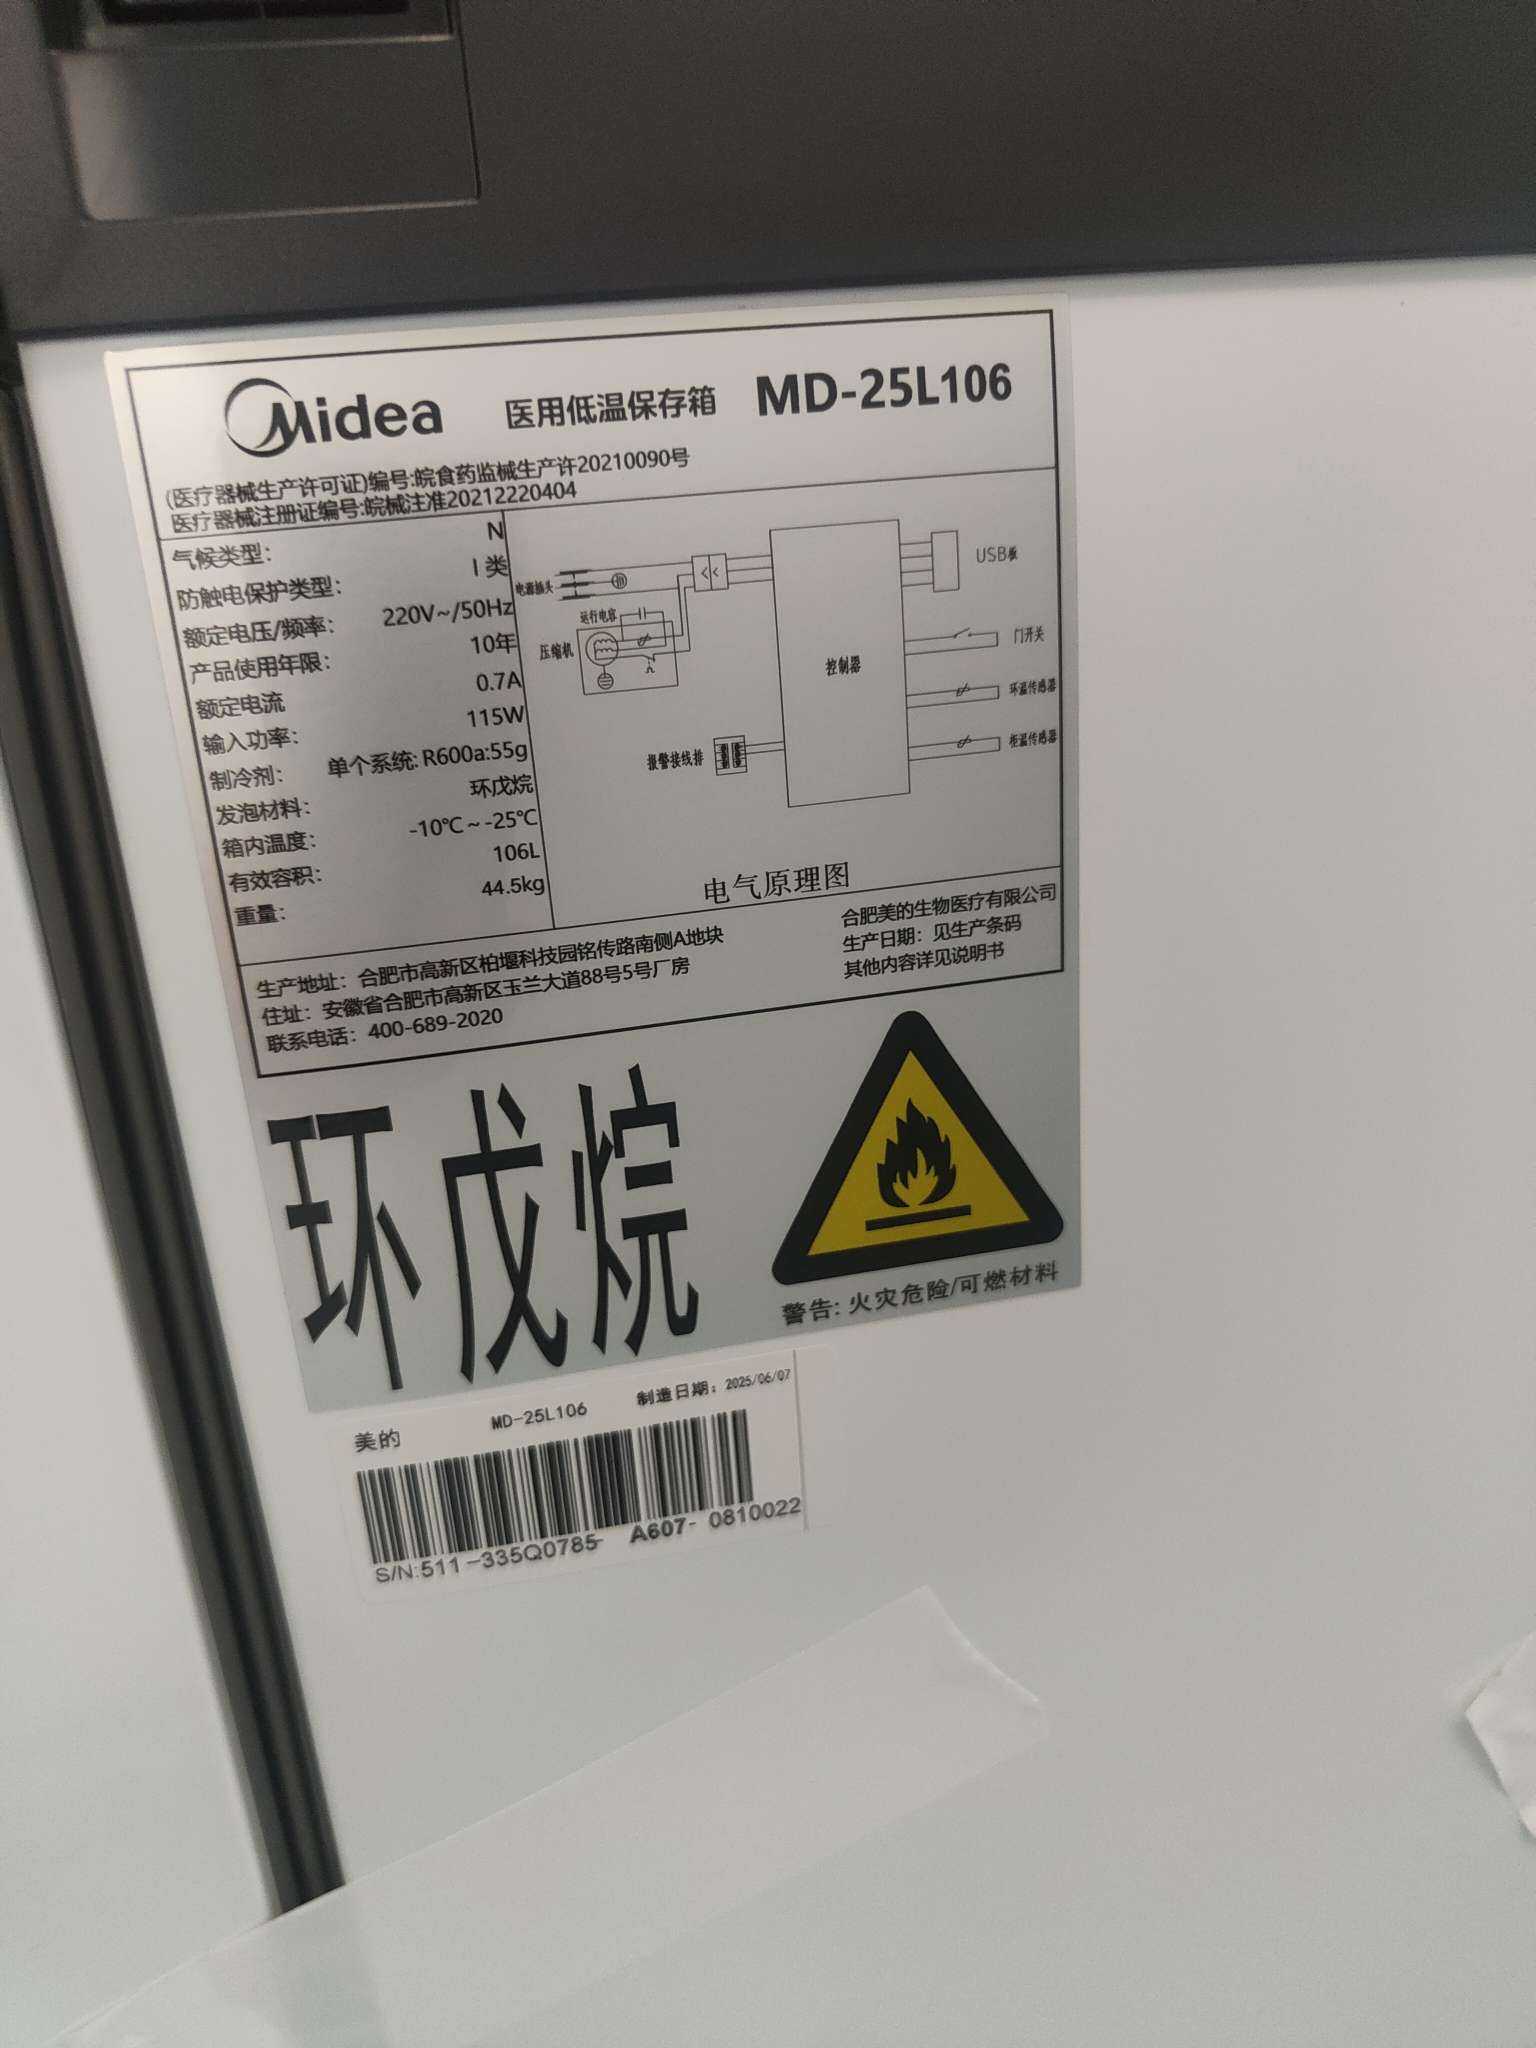 Midea 医用低温保存箱 MD-25L106
(医疗器械生产许可证)编号:皖食药监械生产许20210090号
医疗器械注册证编号:皖械注准20212220404
气候类型: N
防触电保护类型: I 类
额定电压/频率: 220V~/50Hz
产品使用年限: 10年
额定电流 0.7A
输入功率: 115W
制冷剂: 单个系统: R600a:55g
发泡材料: 环戊烷
箱内温度: -10℃~-25℃
有效容积: 106L
重量: 44.5kg
电源插头
运行电容
压缩机
报警接线排
控制器
USB板
门开关
环温传感器
柜温传感器
电气原理图
生产地址: 合肥市高新区柏堰科技园铭传路南侧A地块
住址: 安徽省合肥市高新区玉兰大道88号5号厂房
联系电话: 400-689-2020
合肥美的生物医疗有限公司
生产日期: 见生产条码
其他内容详见说明书
环戊烷
警告: 火灾危险/可燃材料
美的 MD-25L106 制造日期: 2025/06/07
S/N:511-335Q0785- A607- 0810022